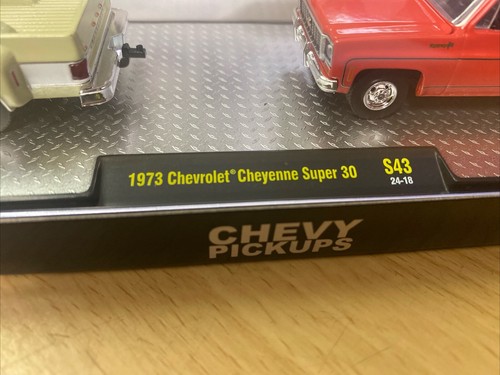 1973 Chevrolet® Cheyenne Super 30 S43
24-18
CHEVY
PICKUPS